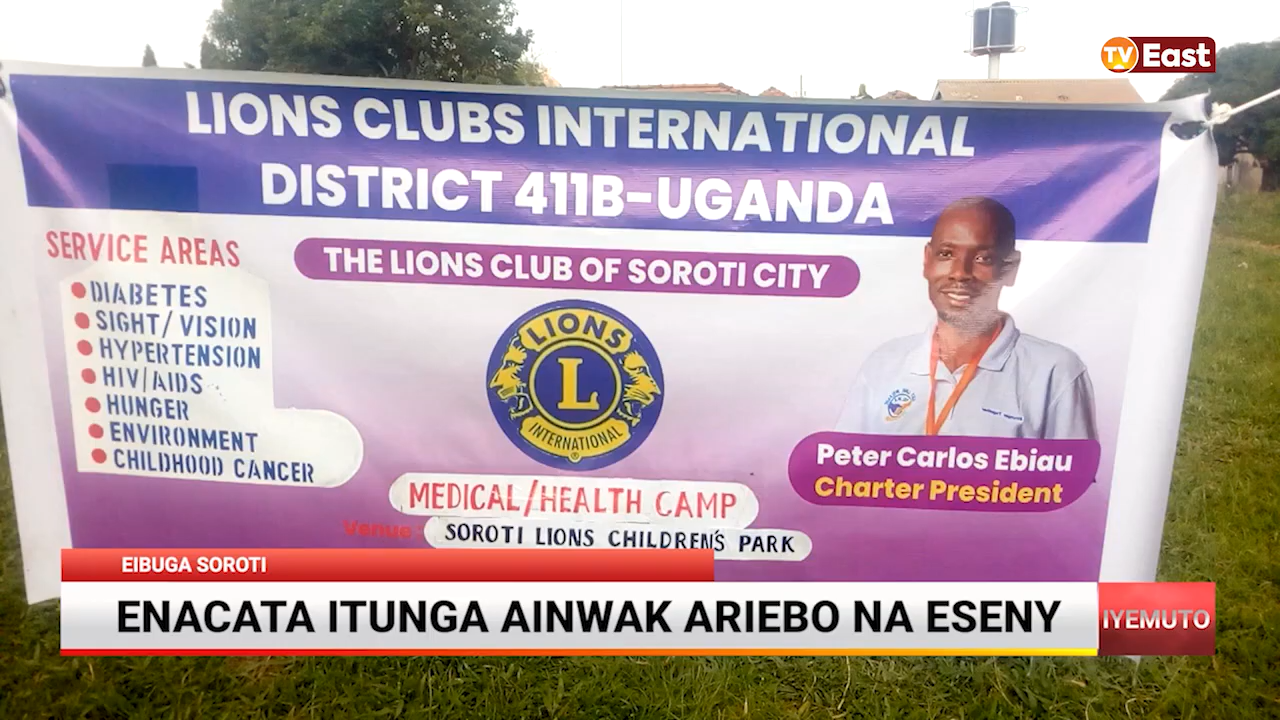 TV East
LIONS CLUBS INTERNATIONAL
DISTRICT 411B-UGANDA
SERVICE AREAS
DIABETES
SIGHT/VISION
HYPERTENSION
HIV/AIDS
HUNGER
ENVIRONMENT
CHILDHOOD CANCER
THE LIONS CLUB OF SOROTI CITY
LIONS
L
INTERNATIONAL
®
Peter Carlos Ebiau
Charter President
MEDICAL/HEALTH CAMP
Venue: SOROTI LIONS CHILDREN'S PARK
EIBUGA SOROTI
ENACATA ITUNGA AINWAK ARIEBO NA ESENY
IYEMUTO